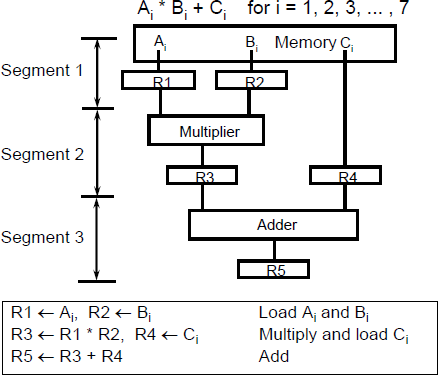 Ai * Bi + Ci for i = 1, 2, 3, ... , 7
Ai Bi Memory Ci
Segment 1
R1 R2
Multiplier
Segment 2
R3 R4
Adder
Segment 3
R5
R1 ← Ai, R2 ← Bi Load Ai and Bi
R3 ← R1 * R2, R4 ← Ci Multiply and load Ci
R5 ← R3 + R4 Add